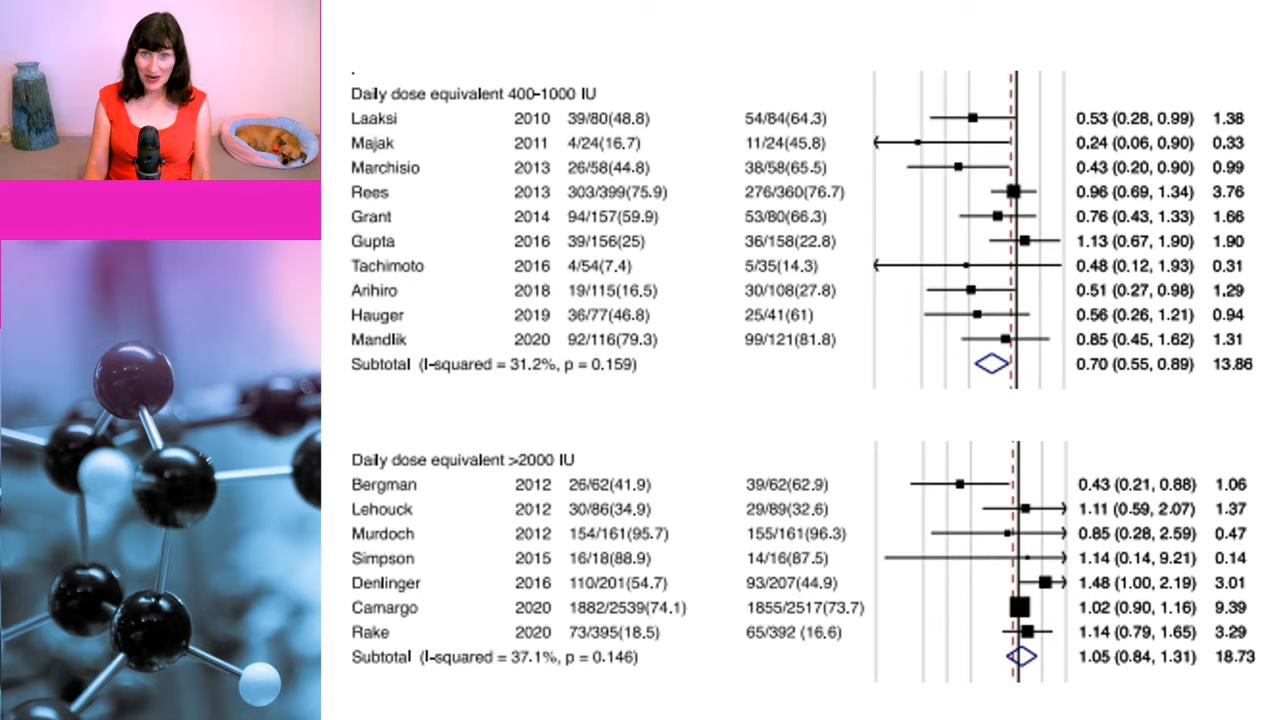 Daily dose equivalent 400-1000 IU
Laaksi 2010 39/80(48.8) 54/84(64.3) 0.53 (0.28, 0.99) 1.38
Majak 2011 4/24(16.7) 11/24(45.8) 0.24 (0.06, 0.90) 0.33
Marchisio 2013 26/58(44.8) 38/58(65.5) 0.43 (0.20, 0.90) 0.99
Rees 2013 303/399(75.9) 276/360(76.7) 0.96 (0.69, 1.34) 3.76
Grant 2014 94/157(59.9) 53/80(66.3) 0.76 (0.43, 1.33) 1.66
Gupta 2016 39/156(25) 36/158(22.8) 1.13 (0.67, 1.90) 1.90
Tachimoto 2016 4/54(7.4) 5/35(14.3) 0.48 (0.12, 1.93) 0.31
Arihiro 2018 19/115(16.5) 30/108(27.8) 0.51 (0.27, 0.98) 1.29
Hauger 2019 36/77(46.8) 25/41(61) 0.56 (0.26, 1.21) 0.94
Mandlik 2020 92/116(79.3) 99/121(81.8) 0.85 (0.45, 1.62) 1.31
Subtotal (I-squared = 31.2%, p = 0.159) 0.70 (0.55, 0.89) 13.86
Daily dose equivalent >2000 IU
Bergman 2012 26/62(41.9) 39/62(62.9) 0.43 (0.21, 0.88) 1.06
Lehouck 2012 30/86(34.9) 29/89(32.6) 1.11 (0.59, 2.07) 1.37
Murdoch 2012 154/161(95.7) 155/161(96.3) 0.85 (0.28, 2.59) 0.47
Simpson 2015 16/18(88.9) 14/16(87.5) 1.14 (0.14, 9.21) 0.14
Denlinger 2016 110/201(54.7) 93/207(44.9) 1.48 (1.00, 2.19) 3.01
Camargo 2020 1882/2539(74.1) 1855/2517(73.7) 1.02 (0.90, 1.16) 9.39
Rake 2020 73/395(18.5) 65/392 (16.6) 1.14 (0.79, 1.65) 3.29
Subtotal (I-squared = 37.1%, p = 0.146) 1.05 (0.84, 1.31) 18.73